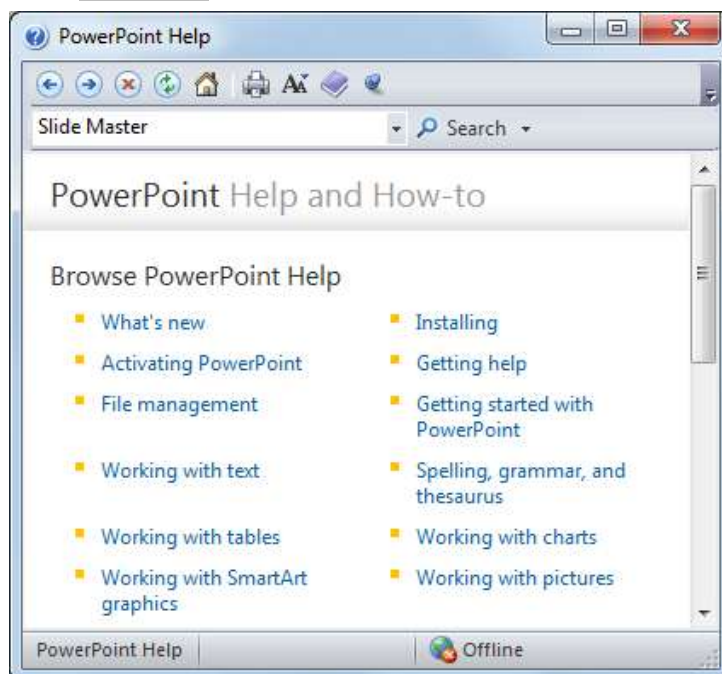 PowerPoint Help
Slide Master
Search
PowerPoint Help and How-to
Browse PowerPoint Help
What's new
Installing
Activating PowerPoint
Getting help
File management
Getting started with
PowerPoint
Working with text
Spelling, grammar, and
thesaurus
Working with tables
Working with charts
Working with SmartArt
graphics
Working with pictures
PowerPoint Help
Offline